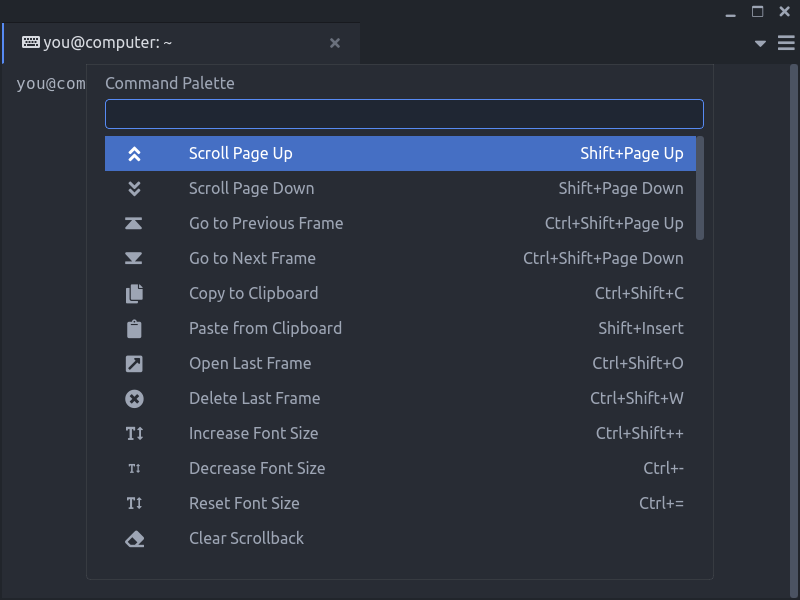 you@computer: ~
you@com
Command Palette
Scroll Page Up Shift+Page Up
Scroll Page Down Shift+Page Down
Go to Previous Frame Ctrl+Shift+Page Up
Go to Next Frame Ctrl+Shift+Page Down
Copy to Clipboard Ctrl+Shift+C
Paste from Clipboard Shift+Insert
Open Last Frame Ctrl+Shift+O
Delete Last Frame Ctrl+Shift+W
Increase Font Size Ctrl+Shift++
Decrease Font Size Ctrl+-
Reset Font Size Ctrl+=
Clear Scrollback